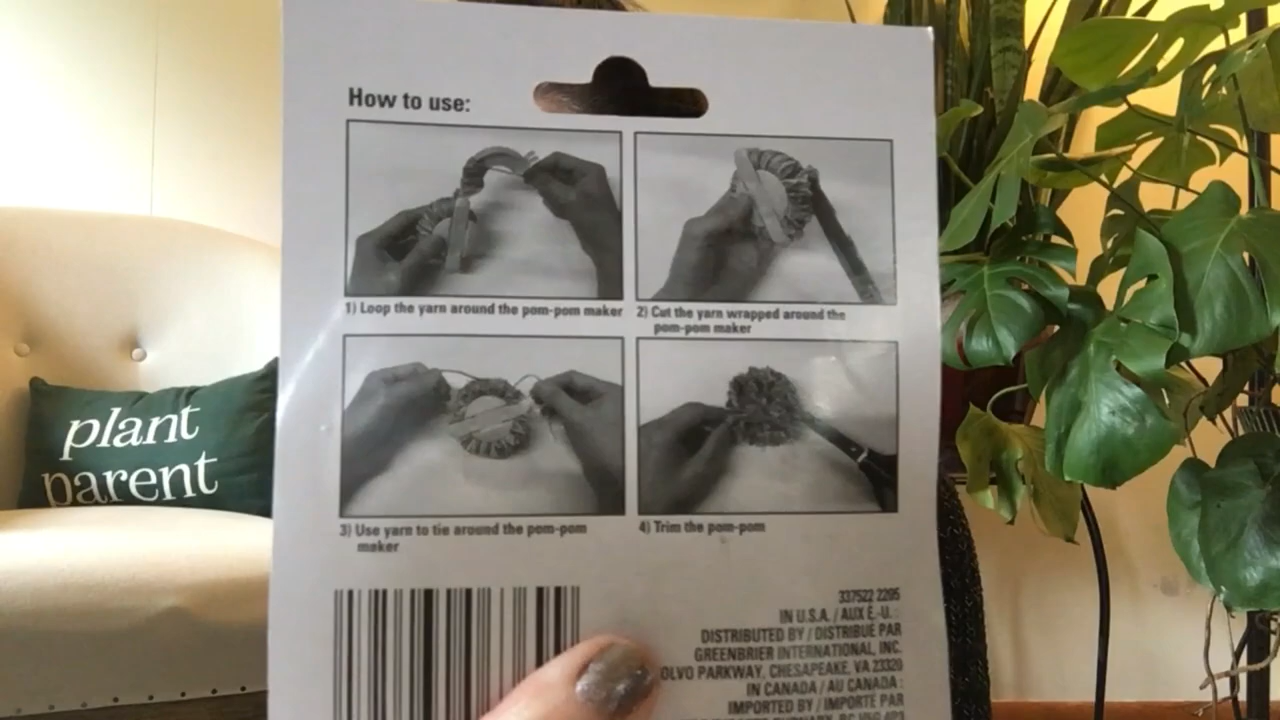 How to use:
1) Loop the yarn around the pom-pom maker
2) Cut the yarn wrapped around the
pom-pom maker
3) Use yarn to tie around the pom-pom
maker
4) Trim the pom-pom
plant
parent
337522 2205
IN U.S.A. / AUX E.-U. :
DISTRIBUTED BY / DISTRIBUÉ PAR
GREENBRIER INTERNATIONAL, INC.
OLVO PARKWAY, CHESAPEAKE, VA 23320
IN CANADA / AU CANADA :
IMPORTED BY / IMPORTÉ PAR